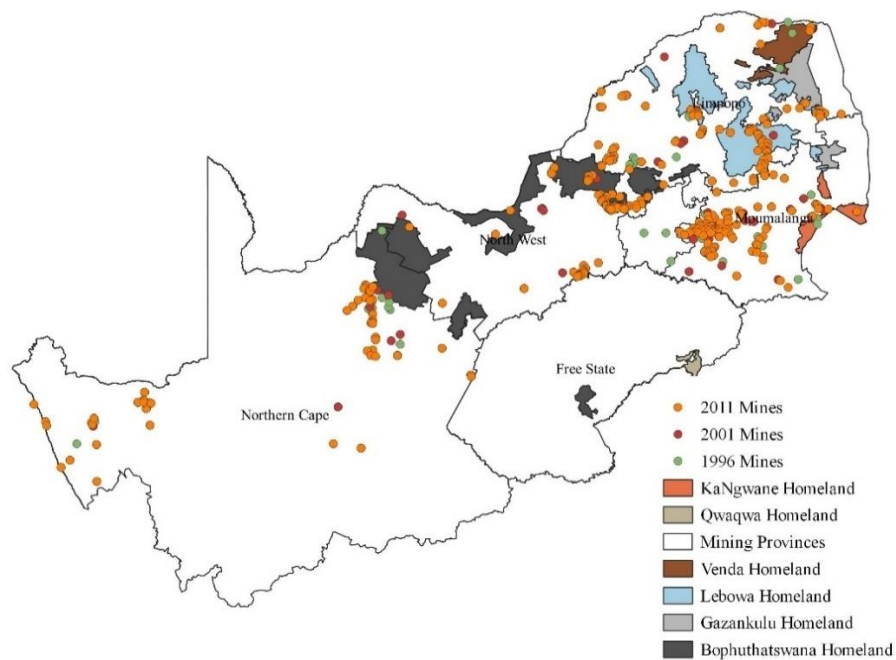 Limpopo
Mpumalanga
North West
Free State
Northern Cape
2011 Mines
2001 Mines
1996 Mines
KaNgwane Homeland
Qwaqwa Homeland
Mining Provinces
Venda Homeland
Lebowa Homeland
Gazankulu Homeland
Bophuthatswana Homeland